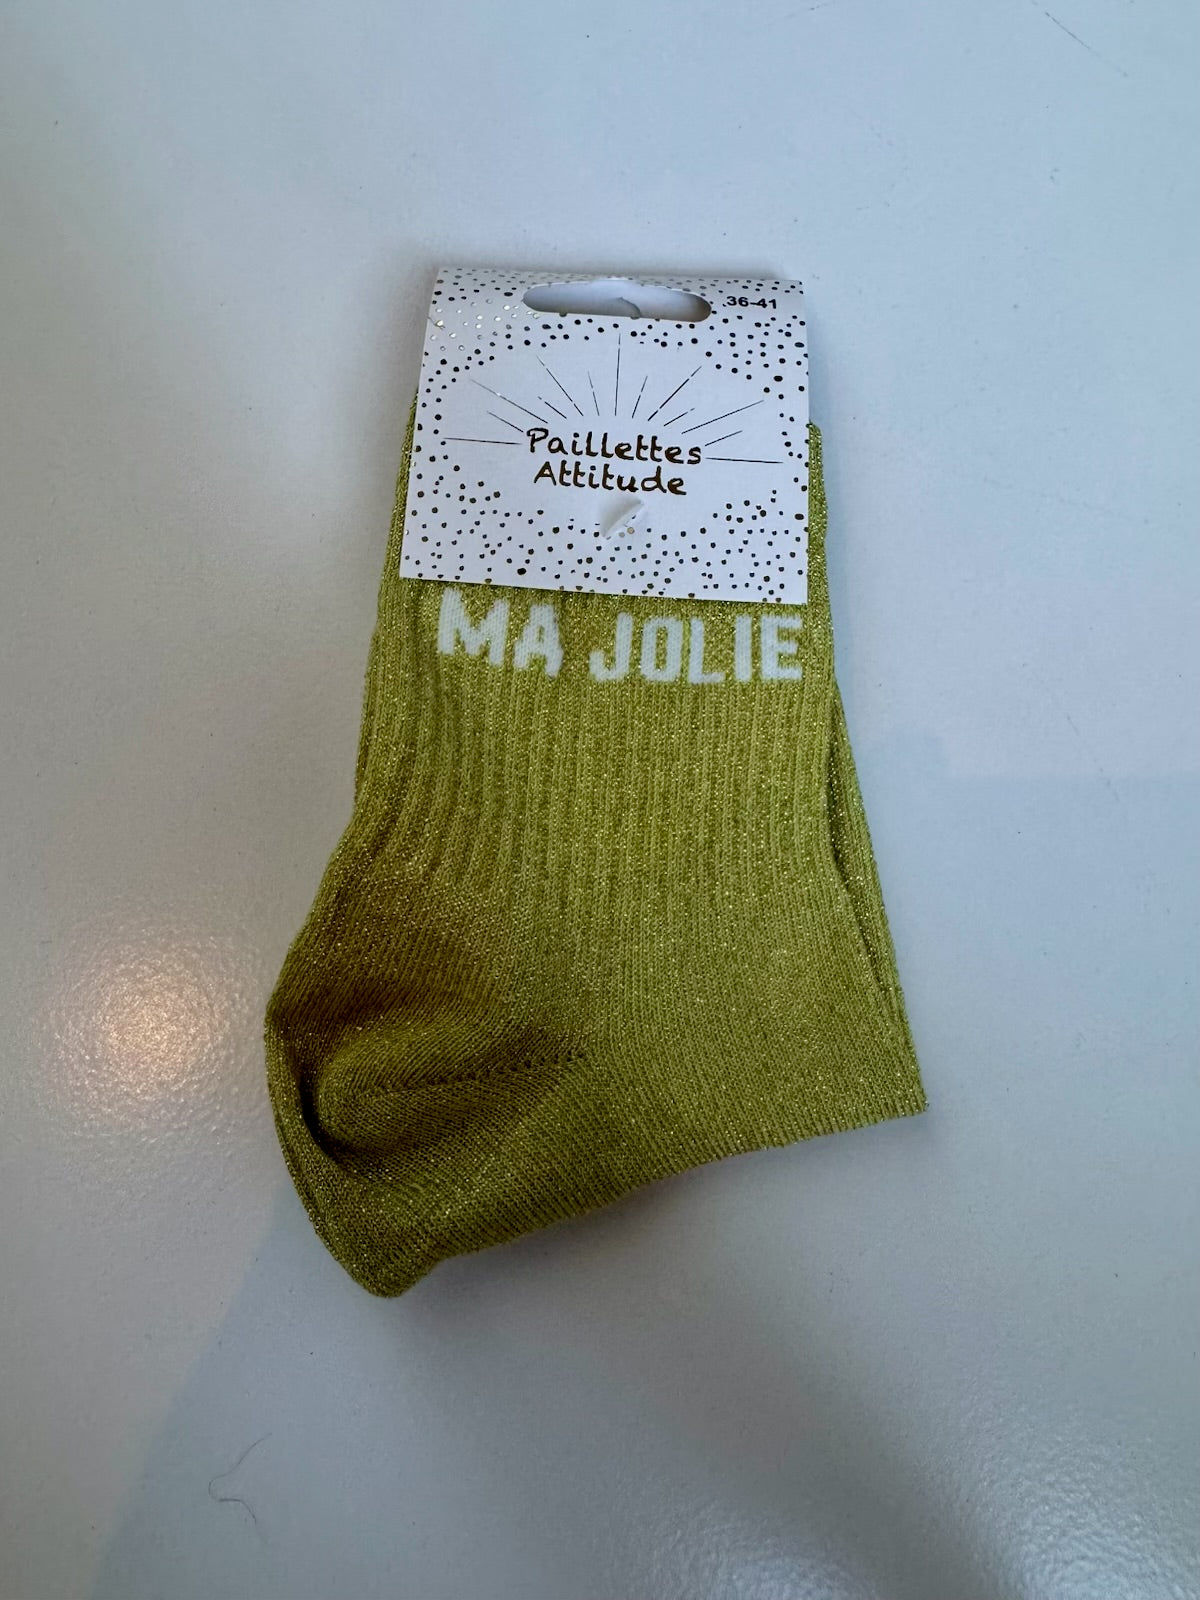 36-41
Paillettes
Attitude
MA JOLIE